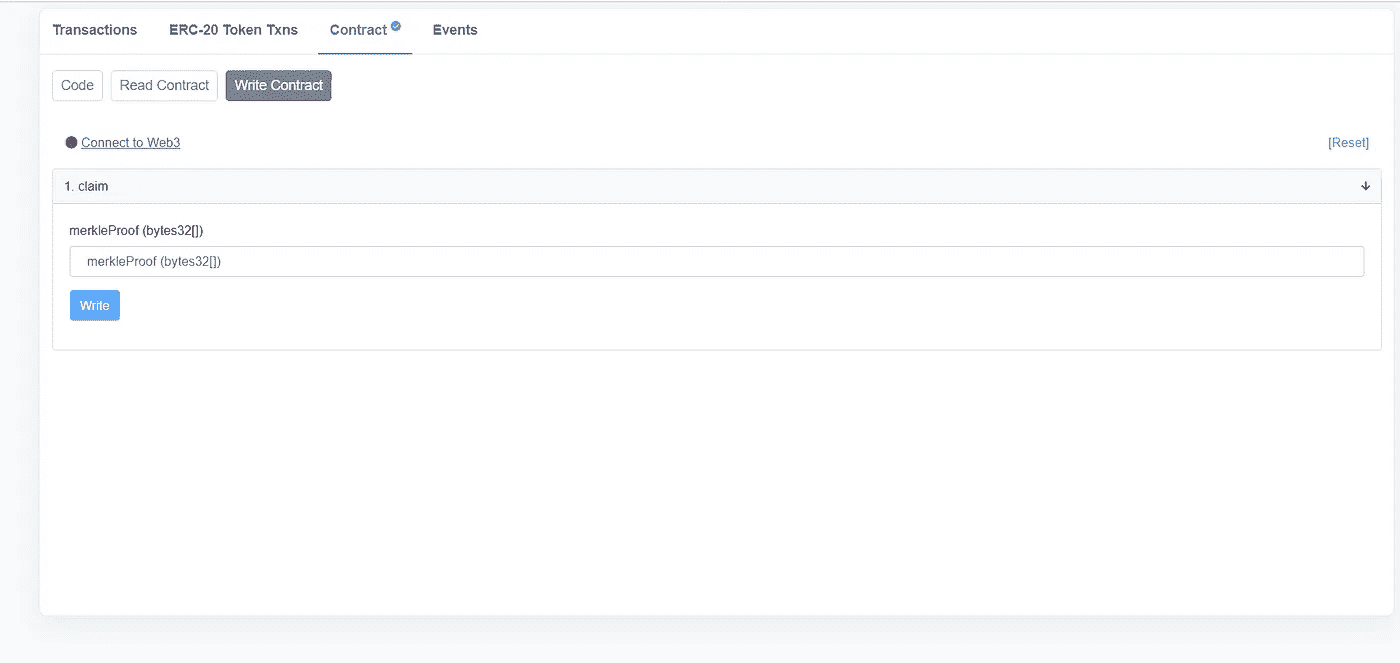 Transactions ERC-20 Token Txns Contract Events
Code Read Contract Write Contract
Connect to Web3 [Reset]
1. claim
merkleProof (bytes32[])
merkleProof (bytes32[])
Write